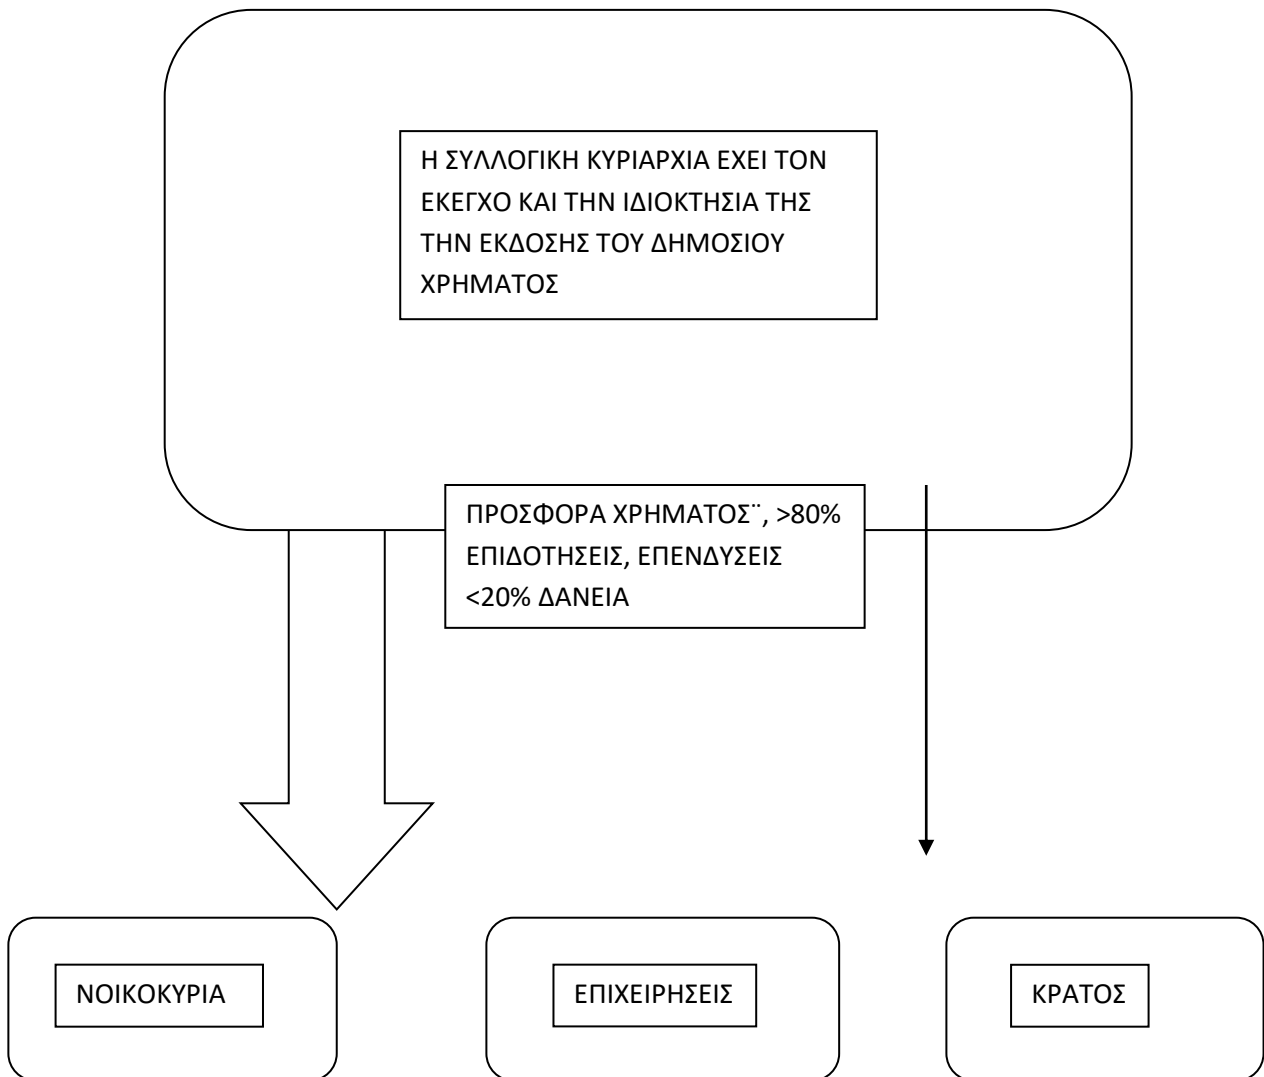 Η ΣΥΛΛΟΓΙΚΗ ΚΥΡΙΑΡΧΙΑ ΕΧΕΙ ΤΟΝ
ΕΚΕΓΧΟ ΚΑΙ ΤΗΝ ΙΔΙΟΚΤΗΣΙΑ ΤΗΣ
ΤΗΝ ΕΚΔΟΣΗΣ ΤΟΥ ΔΗΜΟΣΙΟΥ
ΧΡΗΜΑΤΟΣ
ΠΡΟΣΦΟΡΑ ΧΡΗΜΑΤΟΣ¨, >80%
ΕΠΙΔΟΤΗΣΕΙΣ, ΕΠΕΝΔΥΣΕΙΣ
<20% ΔΑΝΕΙΑ
ΝΟΙΚΟΚΥΡΙΑ
ΕΠΙΧΕΙΡΗΣΕΙΣ
ΚΡΑΤΟΣ